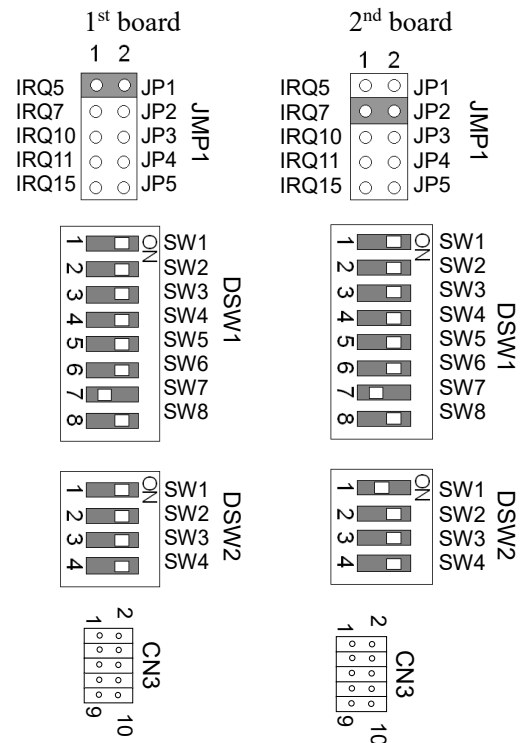 1st board
1 2
IRQ5 JP1
IRQ7 JP2
IRQ10 JP3
IRQ11 JP4
IRQ15 JP5
JMP1
1 ON SW1
2 SW2
3 SW3
4 SW4
5 SW5
6 SW6
7 SW7
8 SW8
DSW1
1 ON SW1
2 SW2
3 SW3
4 SW4
DSW2
1 2
CN3
9 10
2nd board
1 2
IRQ5 JP1
IRQ7 JP2
IRQ10 JP3
IRQ11 JP4
IRQ15 JP5
JMP1
1 ON SW1
2 SW2
3 SW3
4 SW4
5 SW5
6 SW6
7 SW7
8 SW8
DSW1
1 ON SW1
2 SW2
3 SW3
4 SW4
DSW2
1 2
CN3
9 10